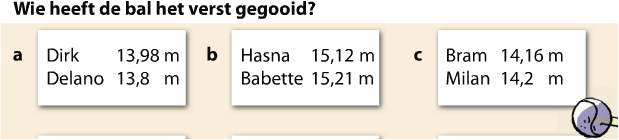 Wie heeft de bal het verst gegooid?
a Dirk 13,98 m
Delano 13,8 m
b Hasna 15,12 m
Babette 15,21 m
c Bram 14,16 m
Milan 14,2 m